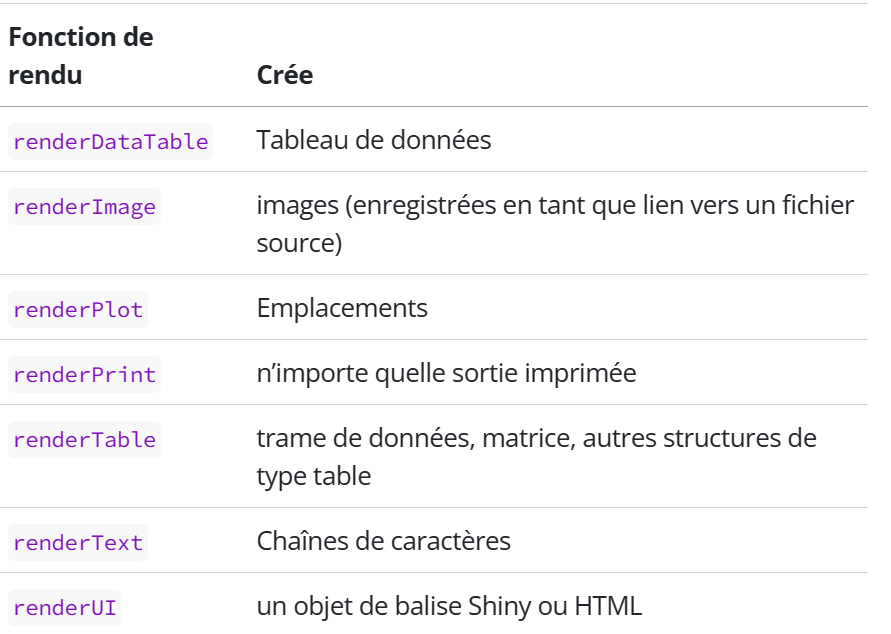 Fonction de
rendu
Crée
renderDataTable
Tableau de données
renderImage
images (enregistrées en tant que lien vers un fichier
source)
renderPlot
Emplacements
renderPrint
n’importe quelle sortie imprimée
renderTable
trame de données, matrice, autres structures de
type table
renderText
Chaînes de caractères
renderUI
un objet de balise Shiny ou HTML